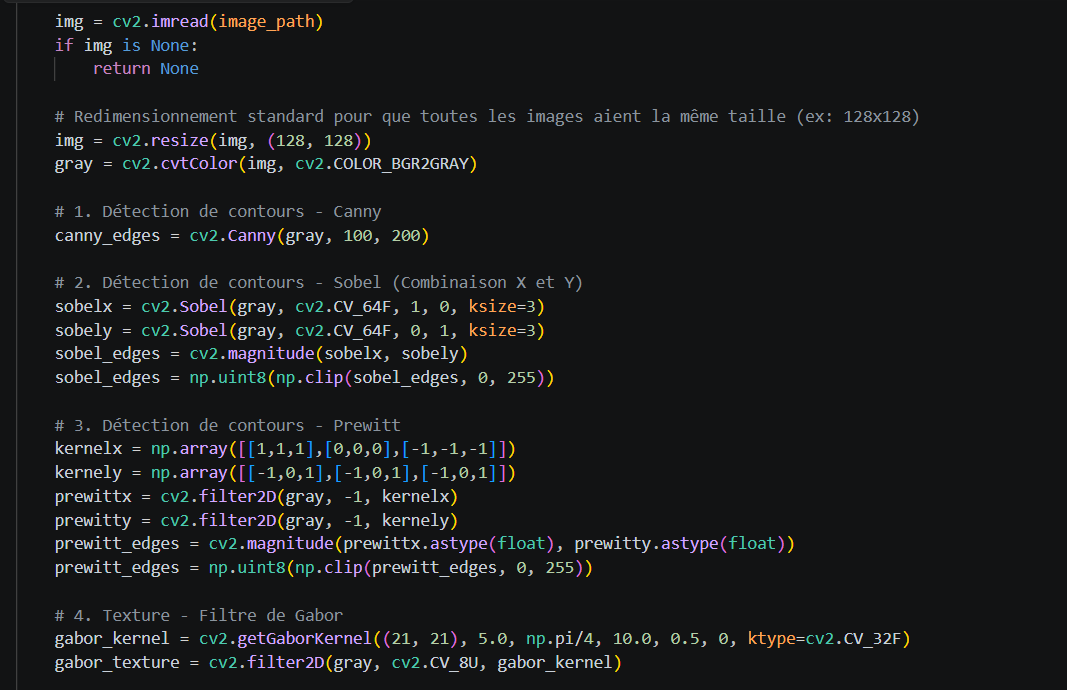 img = cv2.imread(image_path)
if img is None:
return None
# Redimensionnement standard pour que toutes les images aient la même taille (ex: 128x128)
img = cv2.resize(img, (128, 128))
gray = cv2.cvtColor(img, cv2.COLOR_BGR2GRAY)
# 1. Détection de contours - Canny
canny_edges = cv2.Canny(gray, 100, 200)
# 2. Détection de contours - Sobel (Combinaison X et Y)
sobelx = cv2.Sobel(gray, cv2.CV_64F, 1, 0, ksize=3)
sobely = cv2.Sobel(gray, cv2.CV_64F, 0, 1, ksize=3)
sobel_edges = cv2.magnitude(sobelx, sobely)
sobel_edges = np.uint8(np.clip(sobel_edges, 0, 255))
# 3. Détection de contours - Prewitt
kernelx = np.array([[1,1,1],[0,0,0],[-1,-1,-1]])
kernely = np.array([[-1,0,1],[-1,0,1],[-1,0,1]])
prewittx = cv2.filter2D(gray, -1, kernelx)
prewitty = cv2.filter2D(gray, -1, kernely)
prewitt_edges = cv2.magnitude(prewittx.astype(float), prewitty.astype(float))
prewitt_edges = np.uint8(np.clip(prewitt_edges, 0, 255))
# 4. Texture - Filtre de Gabor
gabor_kernel = cv2.getGaborKernel((21, 21), 5.0, np.pi/4, 10.0, 0.5, 0, ktype=cv2.CV_32F)
gabor_texture = cv2.filter2D(gray, cv2.CV_8U, gabor_kernel)